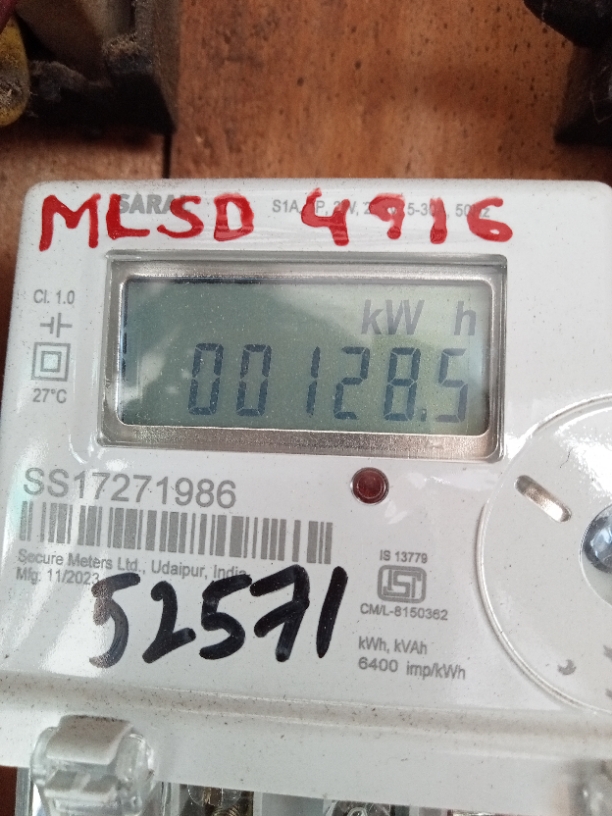 MLSD 4916
Cl. 1.0
27°C
kW h
00128.5
SS17271986
Secure Meters Ltd., Udaipur, India
Mfg. 11/2023
52571
IS 13779
CM/L-8150362
kWh, kVAh
6400 imp/kWh